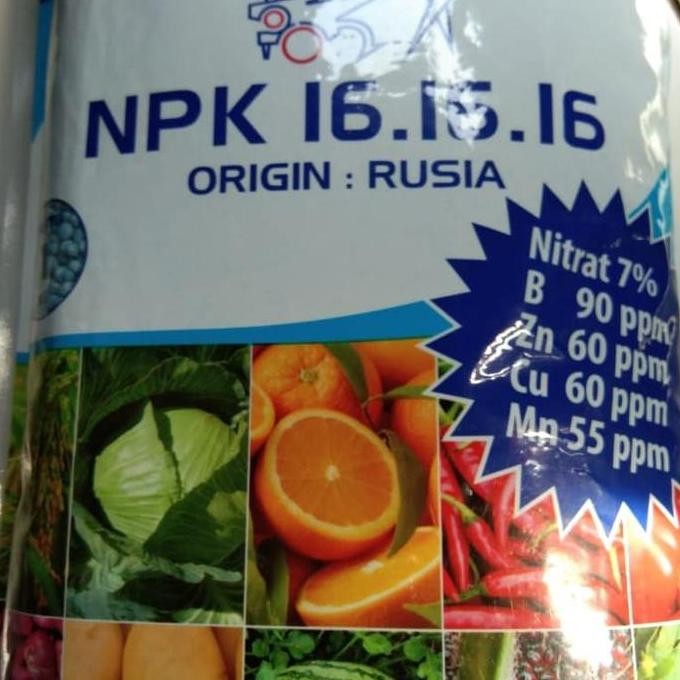 NPK 16.16.16
ORIGIN : RUSIA
Nitrat 7%
B 90 ppm
Zn 60 ppm
Cu 60 ppm
Mn 55 ppm